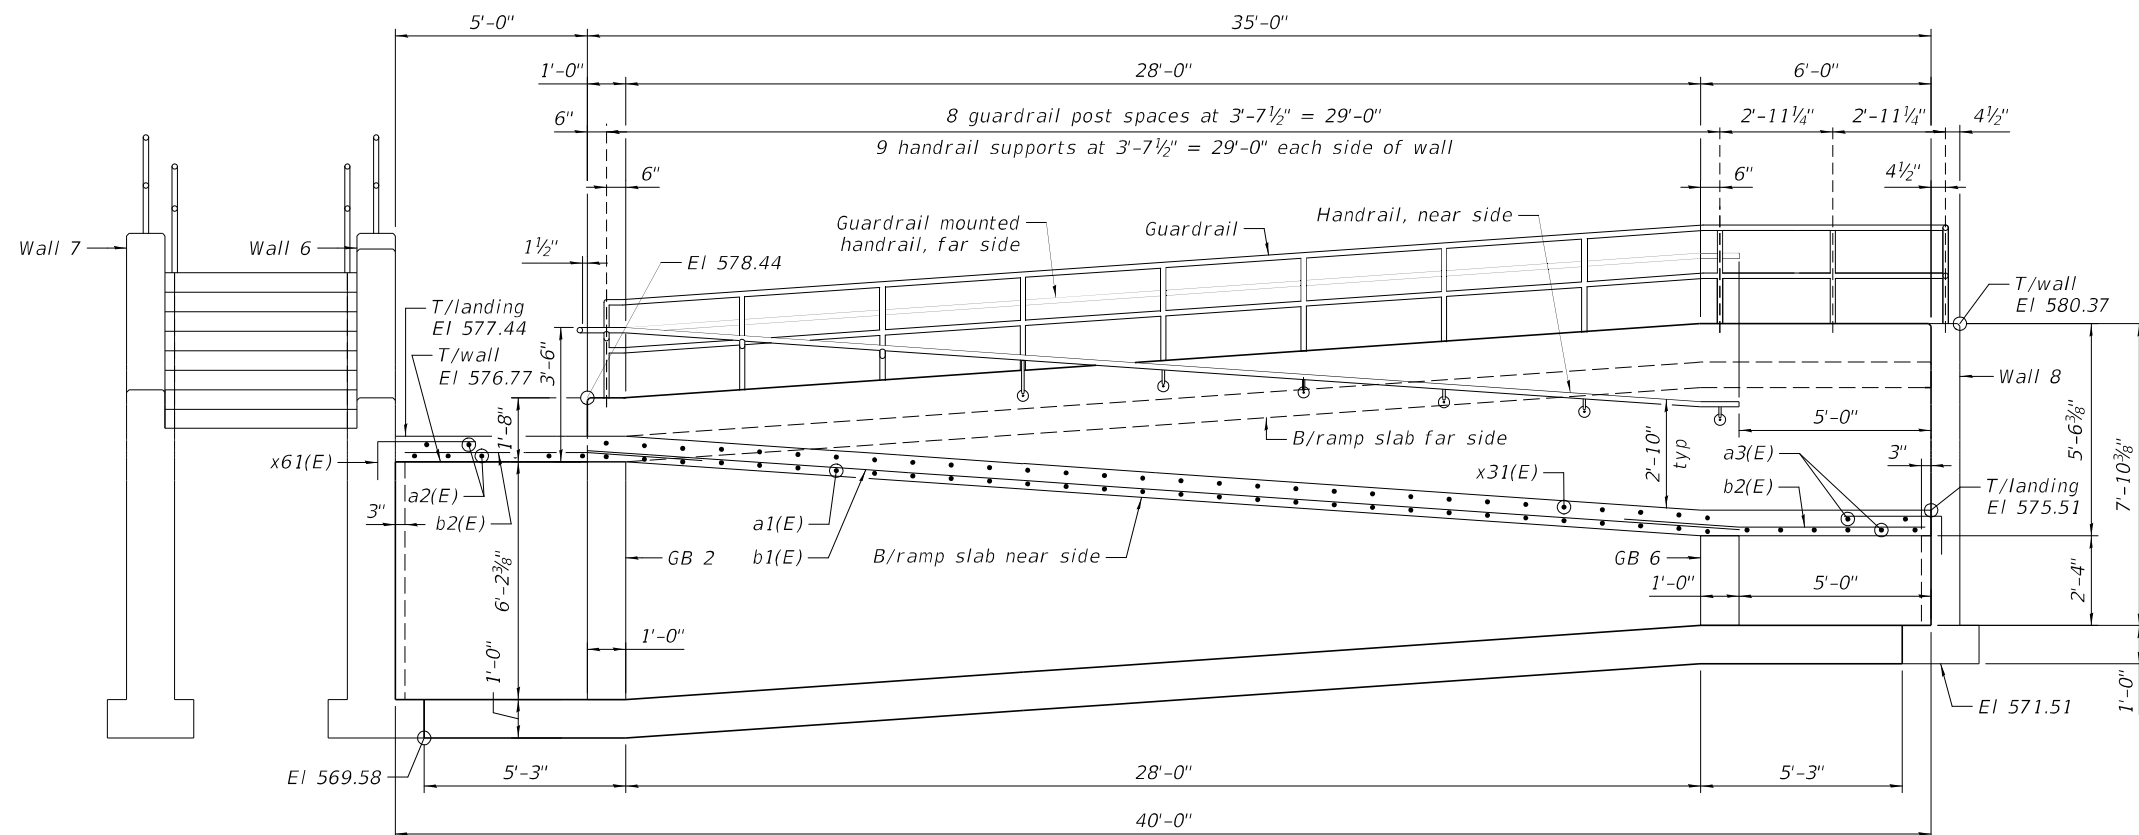 5'-0"
35'-0"
1'-0"
28'-0"
6'-0"
6"
8 guardrail post spaces at 3'-7½" = 29'-0"
2'-11¼"
2'-11¼"
4½"
9 handrail supports at 3'-7½" = 29'-0" each side of wall
6"
6"
4½"
Guardrail mounted
handrail, far side
Guardrail
Handrail, near side
Wall 7
Wall 6
1½"
El 578.44
T/landing
El 577.44
T/wall
El 576.77
3'-6"
1'-8"
T/wall
El 580.37
Wall 8
B/ramp slab far side
2'-10"
typ
5'-0"
5'-6⅜"
7'-10⅜"
x61(E)
a2(E)
b2(E)
3"
x31(E)
a3(E)
b2(E)
3"
T/landing
El 575.51
a1(E)
b1(E)
GB 2
B/ramp slab near side
GB 6
6'-2⅜"
1'-0"
5'-0"
2'-4"
1'-0"
1'-0"
1'-0"
El 571.51
El 569.58
5'-3"
28'-0"
5'-3"
40'-0"